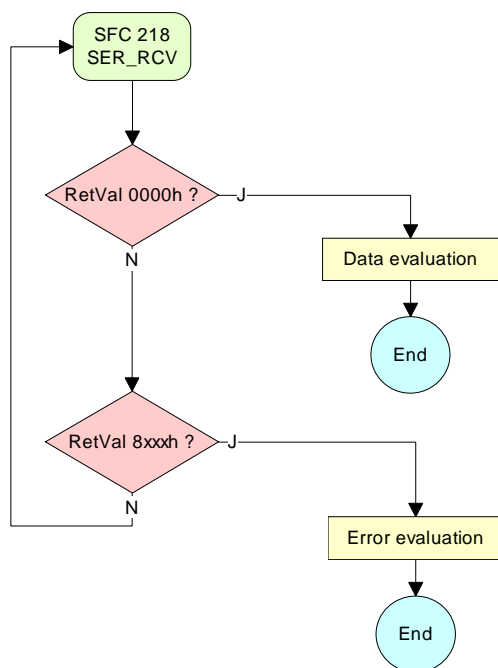 SFC 218
SER_RCV
RetVal 0000h ?
J
N
Data evaluation
End
RetVal 8xxxh ?
J
N
Error evaluation
End